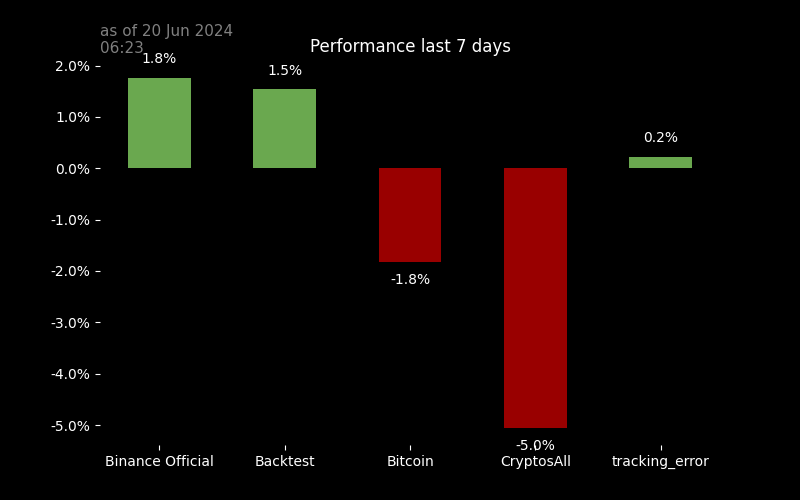 as of 20 Jun 2024
06:23
Performance last 7 days
2.0%
1.0%
0.0%
-1.0%
-2.0%
-3.0%
-4.0%
-5.0%
1.8%
1.5%
-1.8%
-5.0%
0.2%
Binance Official
Backtest
Bitcoin
CryptosAll
tracking_error